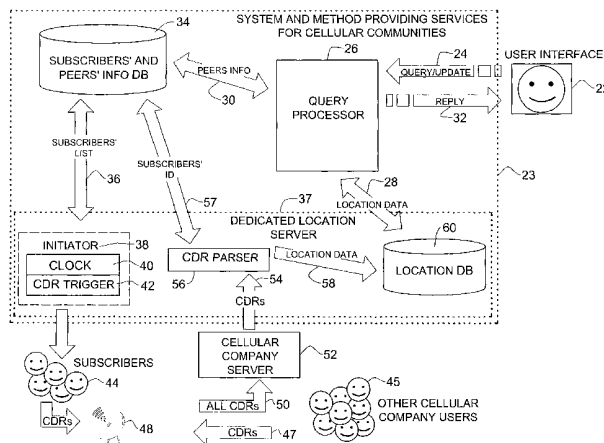 SYSTEM AND METHOD PROVIDING SERVICES
FOR CELLULAR COMMUNITIES
34
SUBSCRIBERS' AND
PEERS' INFO DB
26
24
USER INTERFACE
QUERY/UPDATE
PEERS INFO
30
QUERY
PROCESSOR
REPLY
32
22
SUBSCRIBERS'
LIST
36
SUBSCRIBERS'
ID
57
28
LOCATION DATA
23
37
DEDICATED LOCATION
SERVER
60
INITIATOR
38
CLOCK
40
CDR TRIGGER
42
CDR PARSER
56
54
LOCATION DATA
58
LOCATION DB
CDRs
CELLULAR
COMPANY
SERVER
52
SUBSCRIBERS
44
45
ALL CDRs
50
OTHER CELLULAR
COMPANY USERS
CDRs
48
CDRs
47